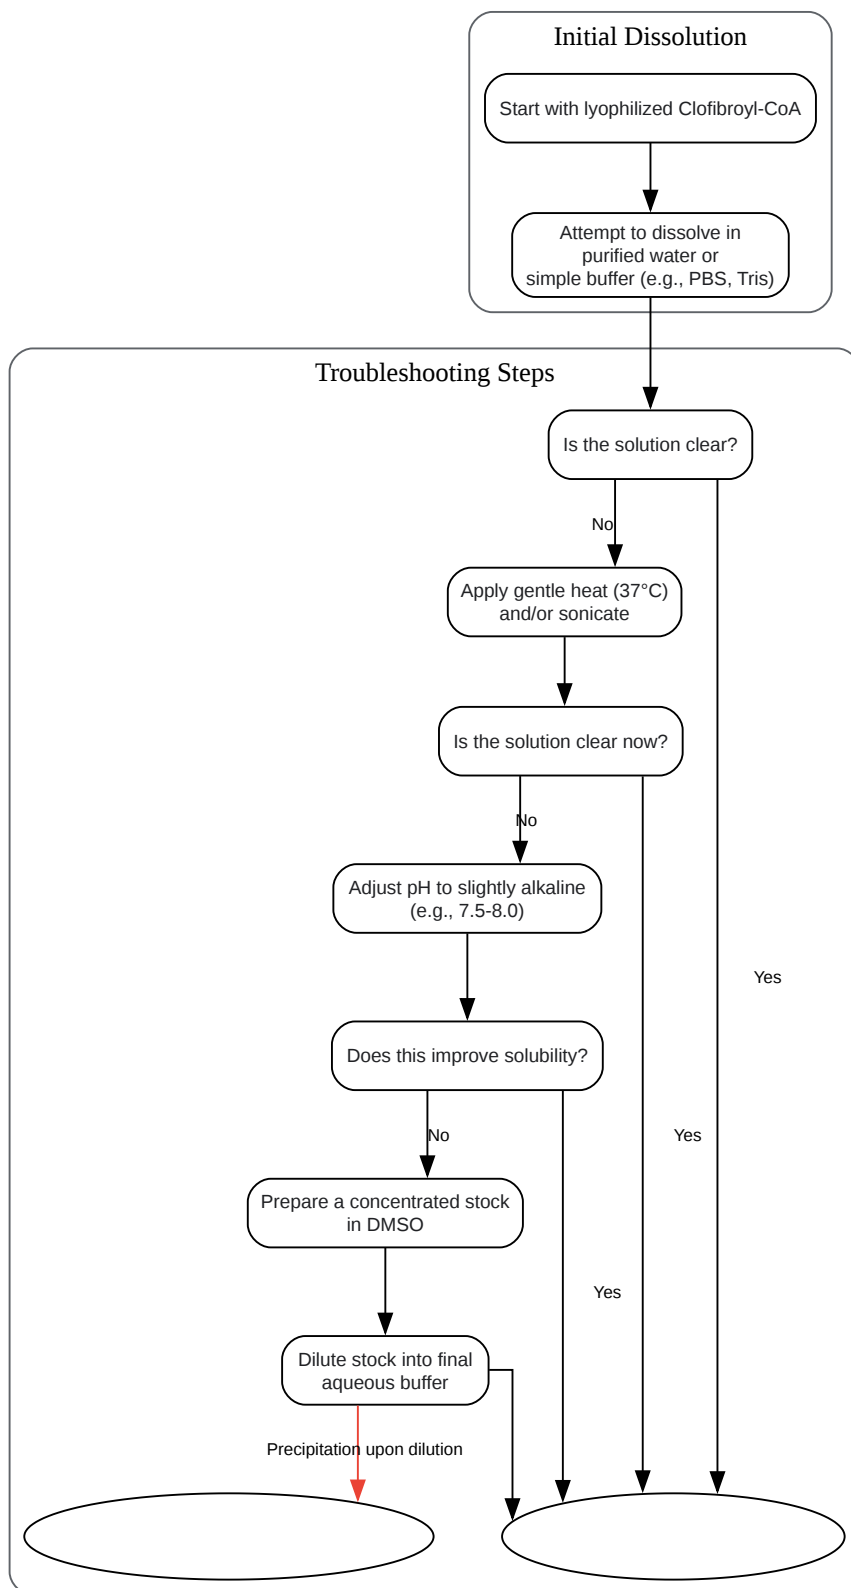 Initial Dissolution
Start with lyophilized Clofibroyl-CoA
Attempt to dissolve in
purified water or
simple buffer (e.g., PBS, Tris)
Troubleshooting Steps
Is the solution clear?
No
Apply gentle heat (37°C)
and/or sonicate
Is the solution clear now?
No
Adjust pH to slightly alkaline
(e.g., 7.5-8.0)
Yes
Does this improve solubility?
No
Yes
Prepare a concentrated stock
in DMSO
Yes
Dilute stock into final
aqueous buffer
Precipitation upon dilution